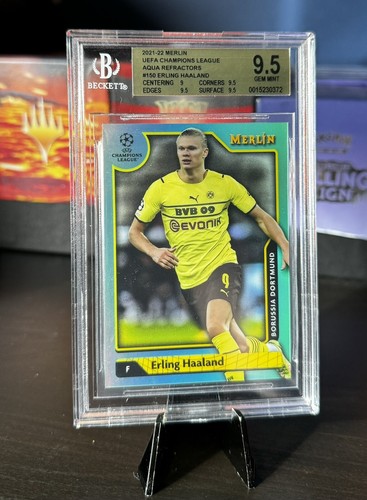 2021-22 MERLIN
UEFA CHAMPIONS LEAGUE
AQUA REFRACTORS
#150 ERLING HAALAND
CENTERING 9 CORNERS 9.5
EDGES 9.5 SURFACE 9.5
9.5
GEM MINT
0015230372
B
BECKETT
UEFA
CHAMPIONS
LEAGUE
MERLIN
BVB 09
EVONIK
9
BORUSSIA DORTMUND
F
Erling Haaland